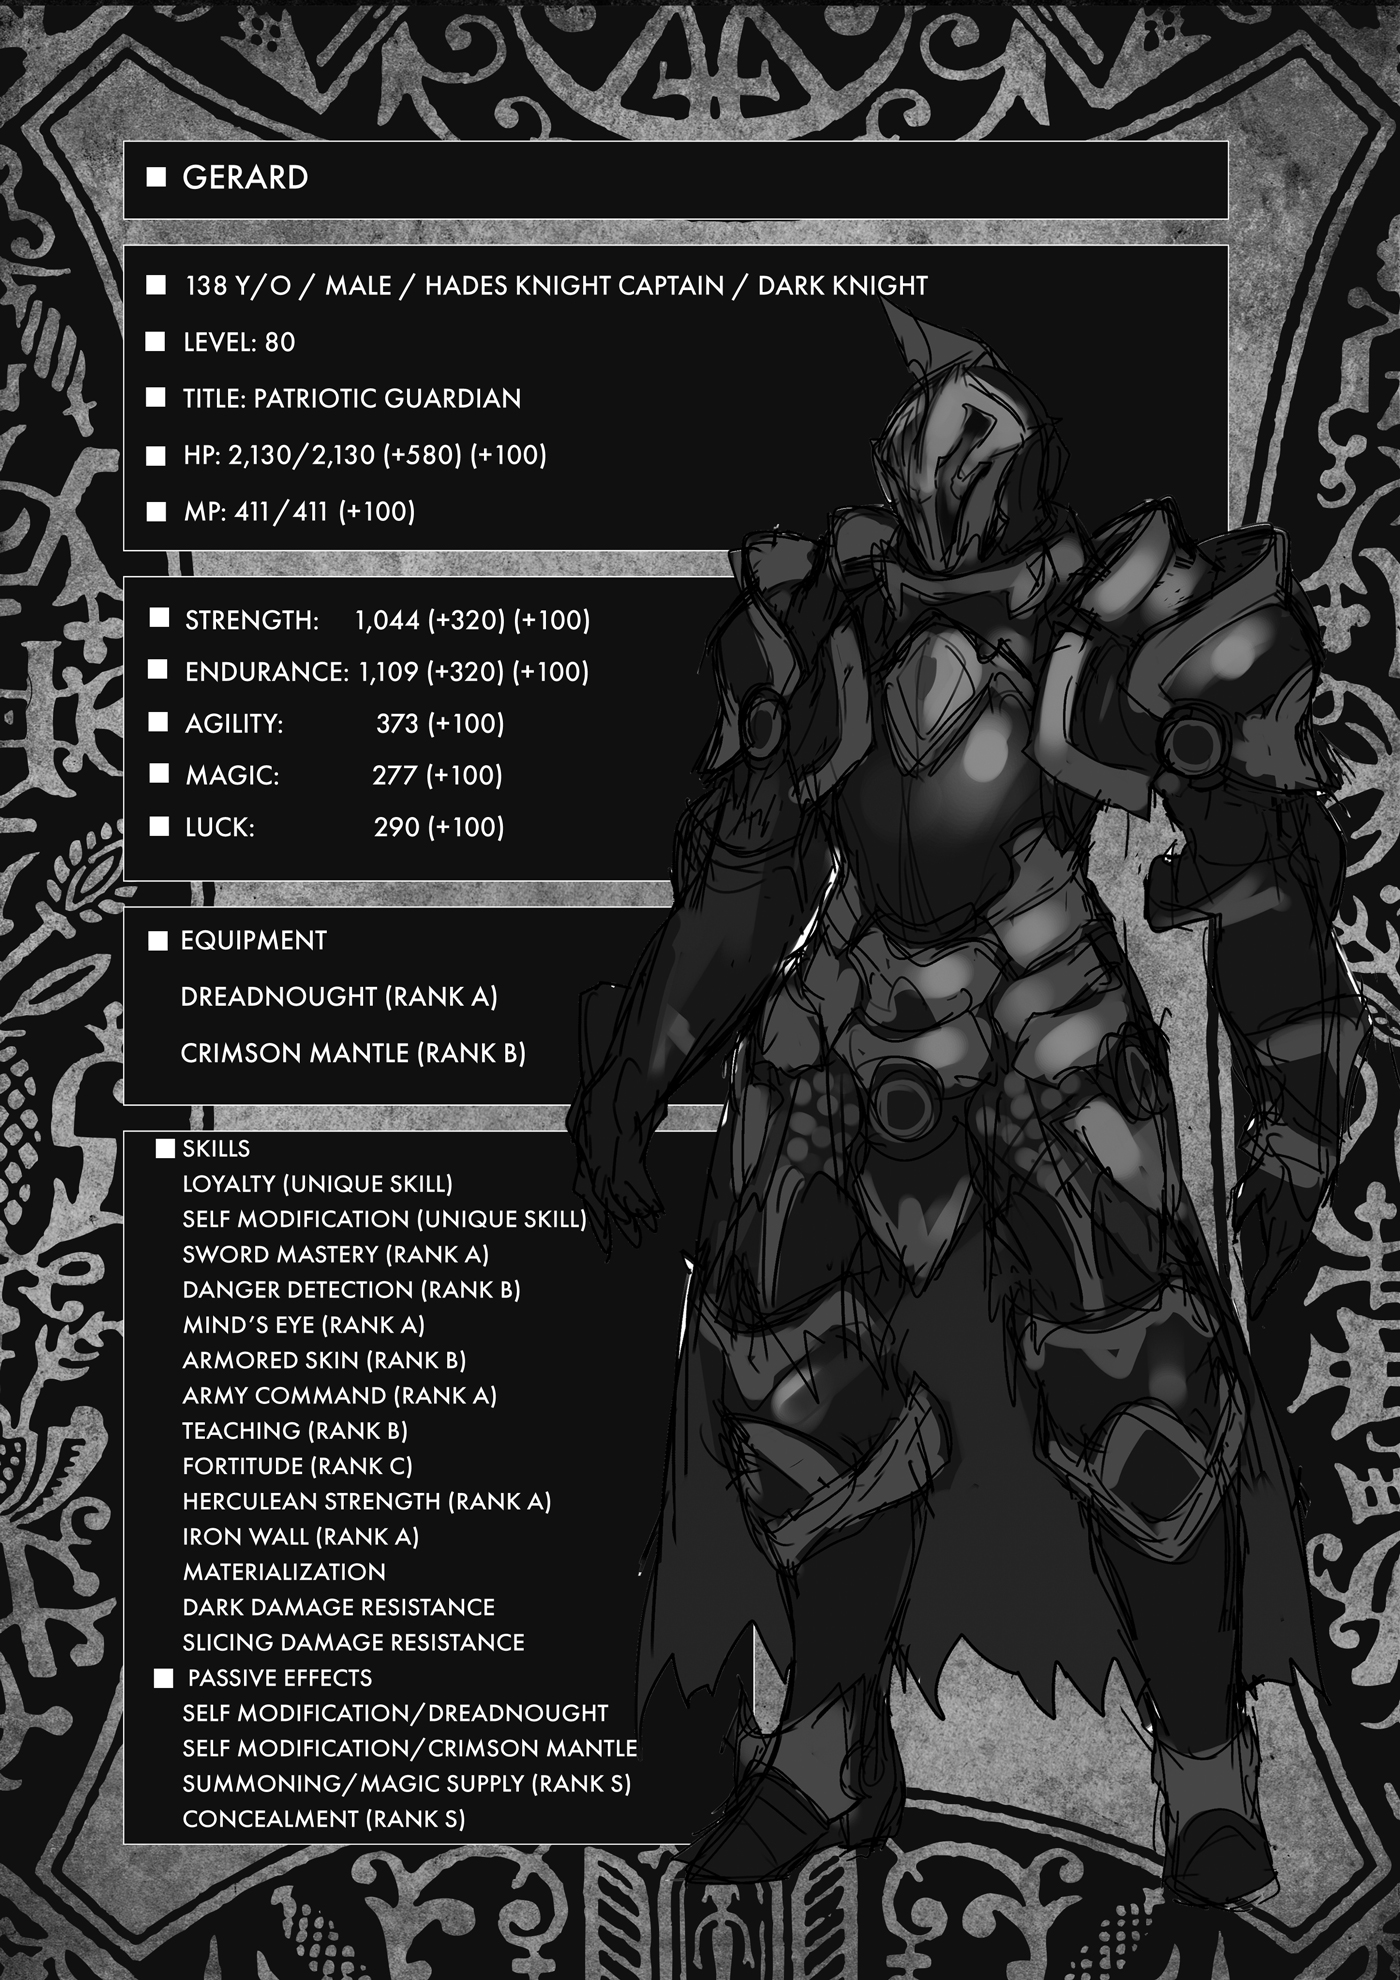 GERARD
138 Y/O / MALE / HADES KNIGHT CAPTAIN / DARK KNIGHT
LEVEL: 80
TITLE: PATRIOTIC GUARDIAN
HP: 2,130/2,130 (+580) (+100)
MP: 411/411 (+100)
STRENGTH: 1,044 (+320) (+100)
ENDURANCE: 1,109 (+320) (+100)
AGILITY: 373 (+100)
MAGIC: 277 (+100)
LUCK: 290 (+100)
EQUIPMENT
DREADNOUGHT (RANK A)
CRIMSON MANTLE (RANK B)
SKILLS
LOYALTY (UNIQUE SKILL)
SELF MODIFICATION (UNIQUE SKILL)
SWORD MASTERY (RANK A)
DANGER DETECTION (RANK B)
MIND'S EYE (RANK A)
ARMORED SKIN (RANK B)
ARMY COMMAND (RANK A)
TEACHING (RANK B)
FORTITUDE (RANK C)
HERCULEAN STRENGTH (RANK A)
IRON WALL (RANK A)
MATERIALIZATION
DARK DAMAGE RESISTANCE
SLICING DAMAGE RESISTANCE
PASSIVE EFFECTS
SELF MODIFICATION/DREADNOUGHT
SELF MODIFICATION/CRIMSON MANTLE
SUMMONING/MAGIC SUPPLY (RANK S)
CONCEALMENT (RANK S)